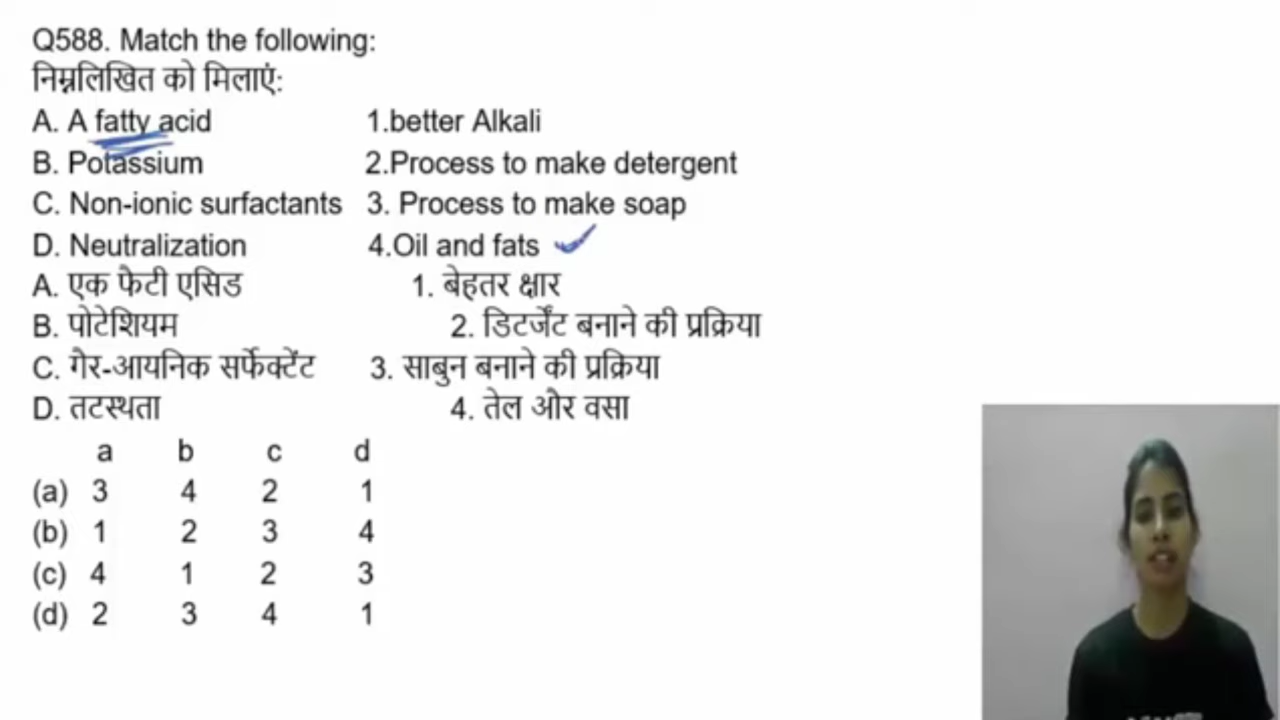 Q588. Match the following:
निम्नलिखित को मिलाएं:
A. A fatty acid 1.better Alkali
B. Potassium 2.Process to make detergent
C. Non-ionic surfactants 3. Process to make soap
D. Neutralization 4.Oil and fats
A. एक फेटी एसिड 1. बेहतर क्षार
B. पोटेशियम 2. डिटर्जेंट बनाने की प्रक्रिया
C. गैर-आयनिक सर्फेक्टेंट 3. साबुन बनाने की प्रक्रिया
D. तटस्थता 4. तेल और वसा
a b c d
(a) 3 4 2 1
(b) 1 2 3 4
(c) 4 1 2 3
(d) 2 3 4 1